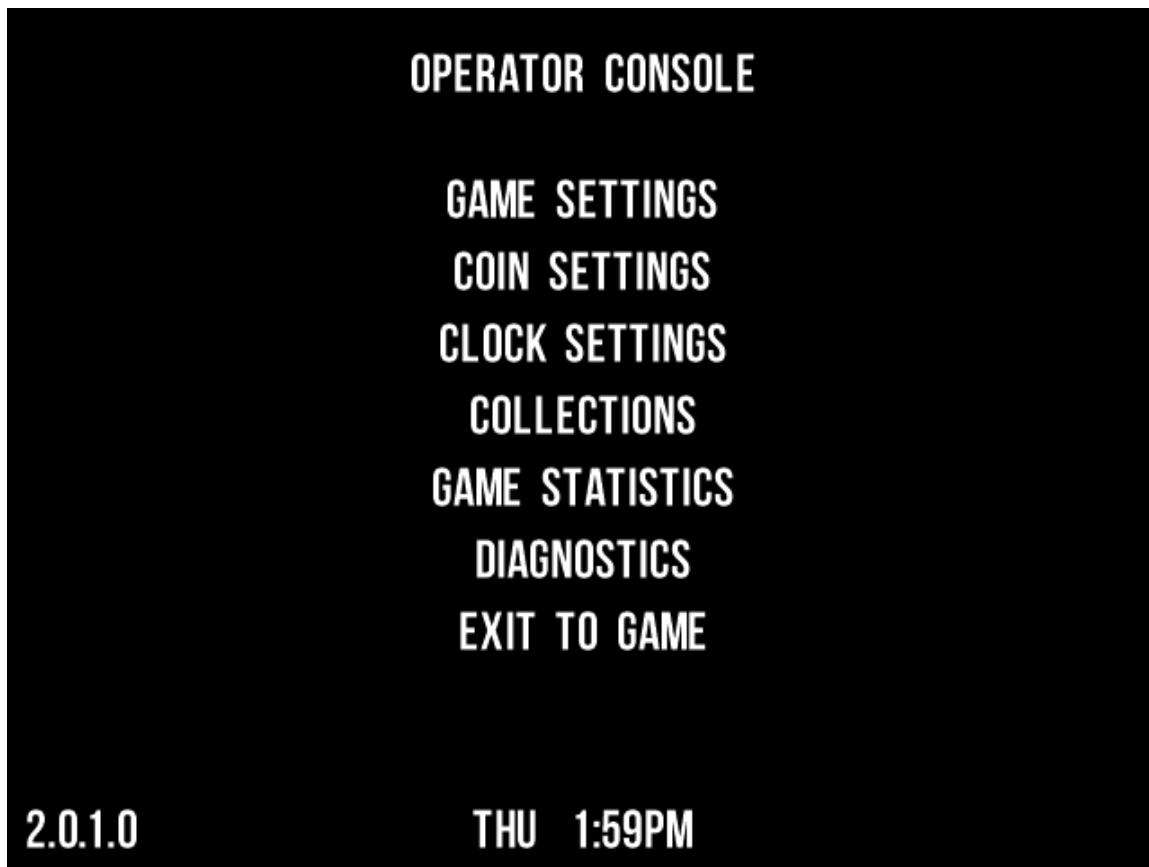 OPERATOR CONSOLE
GAME SETTINGS
COIN SETTINGS
CLOCK SETTINGS
COLLECTIONS
GAME STATISTICS
DIAGNOSTICS
EXIT TO GAME
2.0.1.0 THU 1:59PM